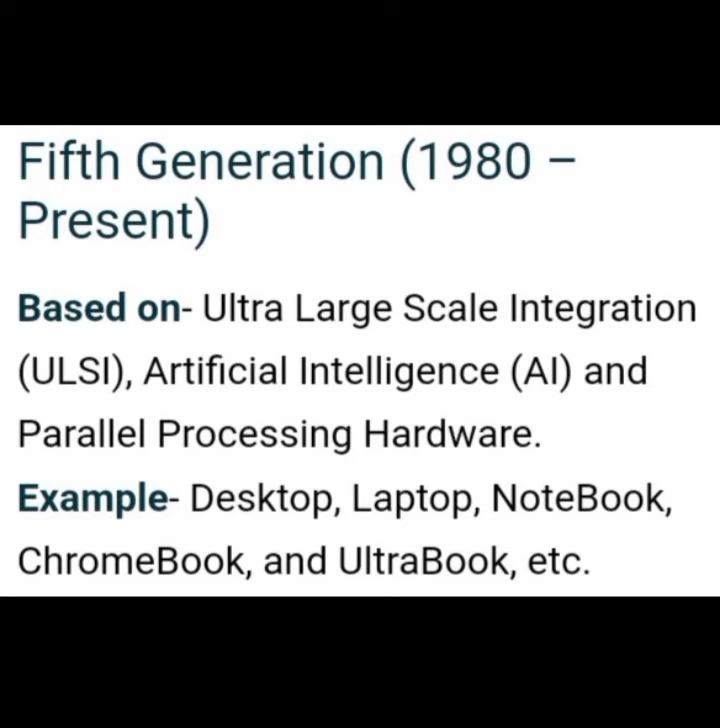 Fifth Generation (1980 –
Present)
Based on- Ultra Large Scale Integration
(ULSI), Artificial Intelligence (AI) and
Parallel Processing Hardware.
Example- Desktop, Laptop, NoteBook,
ChromeBook, and UltraBook, etc.